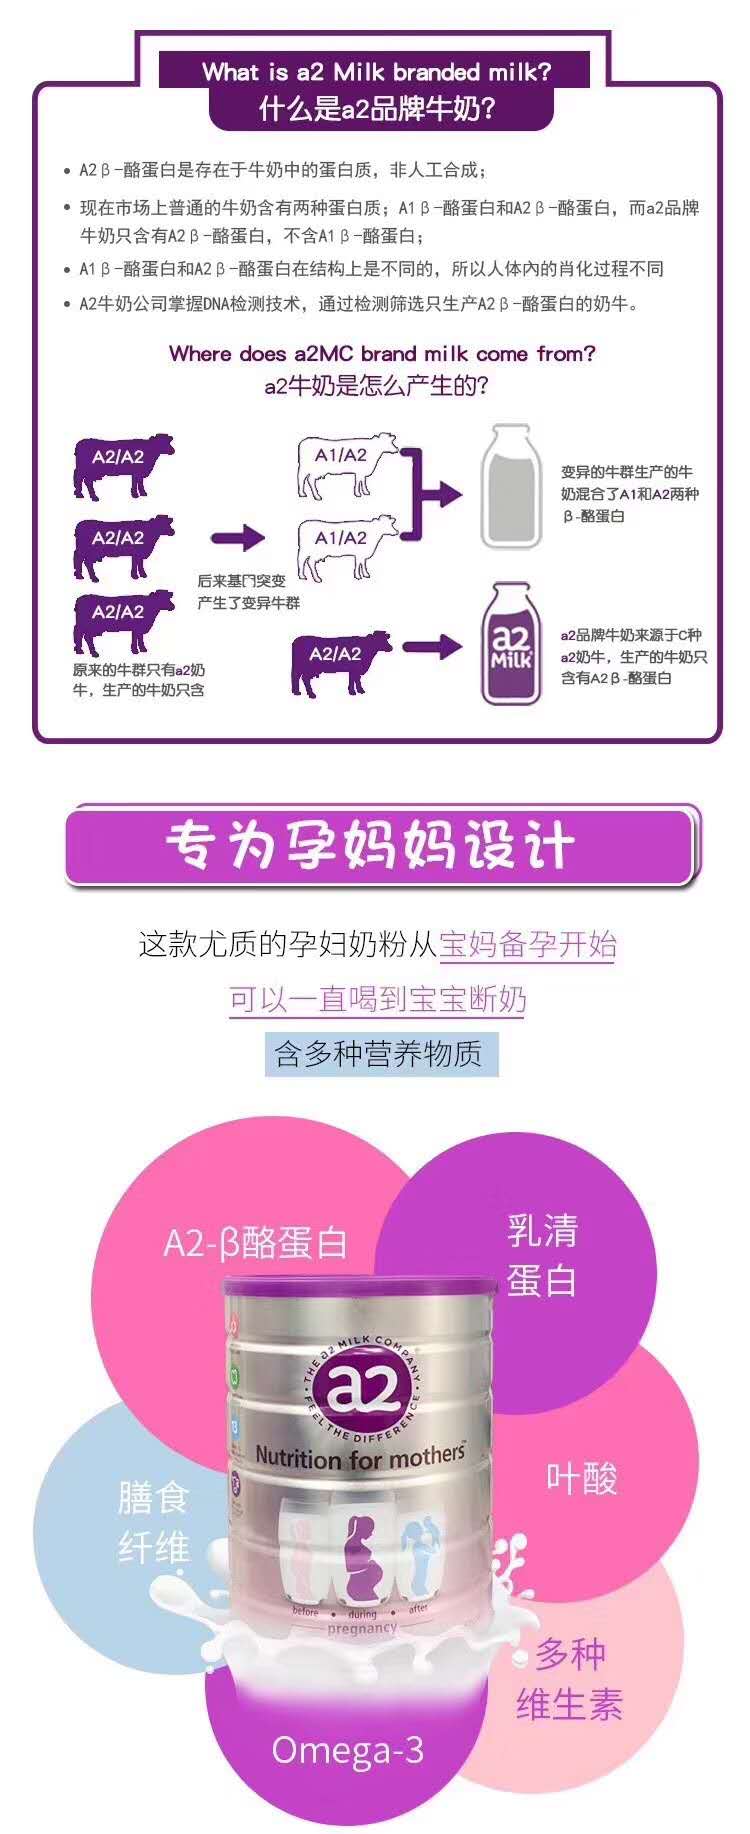 What is a2 Milk branded milk?
什么是a2品牌牛奶?
• A2β-酪蛋白是存在于牛奶中的蛋白质，非人工合成；
• 现在市场上普通的牛奶含有两种蛋白质；A1β-酪蛋白和A2β-酪蛋白，而a2品牌
牛奶只含有A2β-酪蛋白，不含A1β-酪蛋白；
• A1β-酪蛋白和A2β-酪蛋白在结构上是不同的，所以人体內的肖化过程不同
• A2牛奶公司掌握DNA检测技术，通过检测筛选只生产A2β-酪蛋白的奶牛。
Where does a2MC brand milk come from?
a2牛奶是怎么产生的?
A2/A2
A2/A2
A2/A2
原来的牛群只有a2奶
牛，生产的牛奶只含
后来基冂突变
产生了变异牛群
A1/A2
A1/A2
变异的牛群生产的牛
奶混合了A1和A2两种
β-酪蛋白
A2/A2
a2
Milk
a2品牌牛奶来源于C种
a2奶牛，生产的牛奶只
含有A2β-酪蛋白
专为孕妈妈设计
这款尤质的孕妇奶粉从宝妈备孕开始
可以一直喝到宝宝断奶
含多种营养物质
A2-β酪蛋白
乳清
蛋白
THE a2 MILK COMPANY
a2
FEEL THE DIFFERENCE
Nutrition for mothers™
before • during • after
pregnancy
膳食
纤维
叶酸
多种
维生素
Omega-3